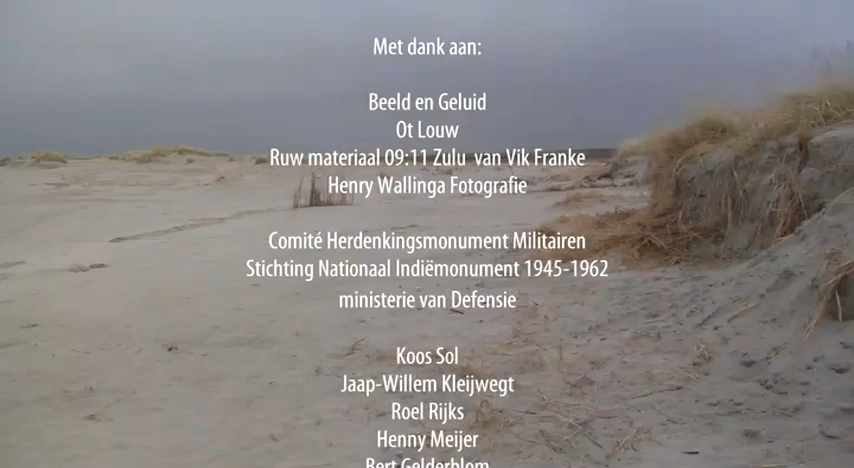 Met dank aan:
Beeld en Geluid
Ot Louw
Ruw materiaal 09:11 Zulu van Vik Franke
Henry Wallinga Fotografie
Comité Herdenkingsmonument Militairen
Stichting Nationaal Indiëmonument 1945-1962
ministerie van Defensie
Koos Sol
Jaap-Willem Kleijwegt
Roel Rijks
Henny Meijer
Bert Gelderblom